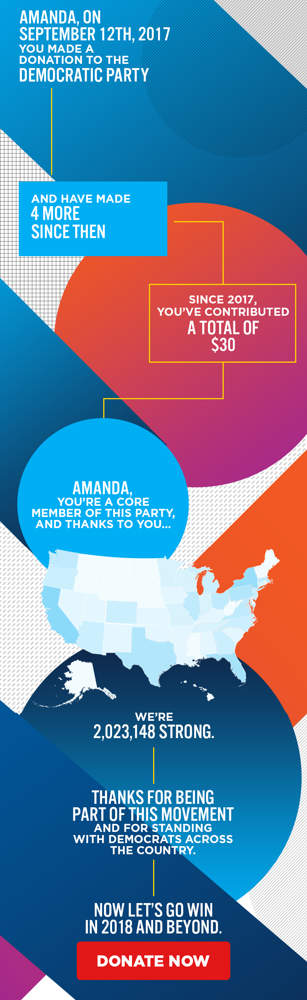 AMANDA, ON
SEPTEMBER 12TH, 2017
YOU MADE A
DONATION TO THE
DEMOCRATIC PARTY
AND HAVE MADE
4 MORE
SINCE THEN
SINCE 2017,
YOU'VE CONTRIBUTED
A TOTAL OF
$30
AMANDA,
YOU'RE A CORE
MEMBER OF THIS PARTY,
AND THANKS TO YOU...
WE'RE
2,023,148 STRONG.
THANKS FOR BEING
PART OF THIS MOVEMENT
AND FOR STANDING
WITH DEMOCRATS ACROSS
THE COUNTRY.
NOW LET'S GO WIN
IN 2018 AND BEYOND.
DONATE NOW